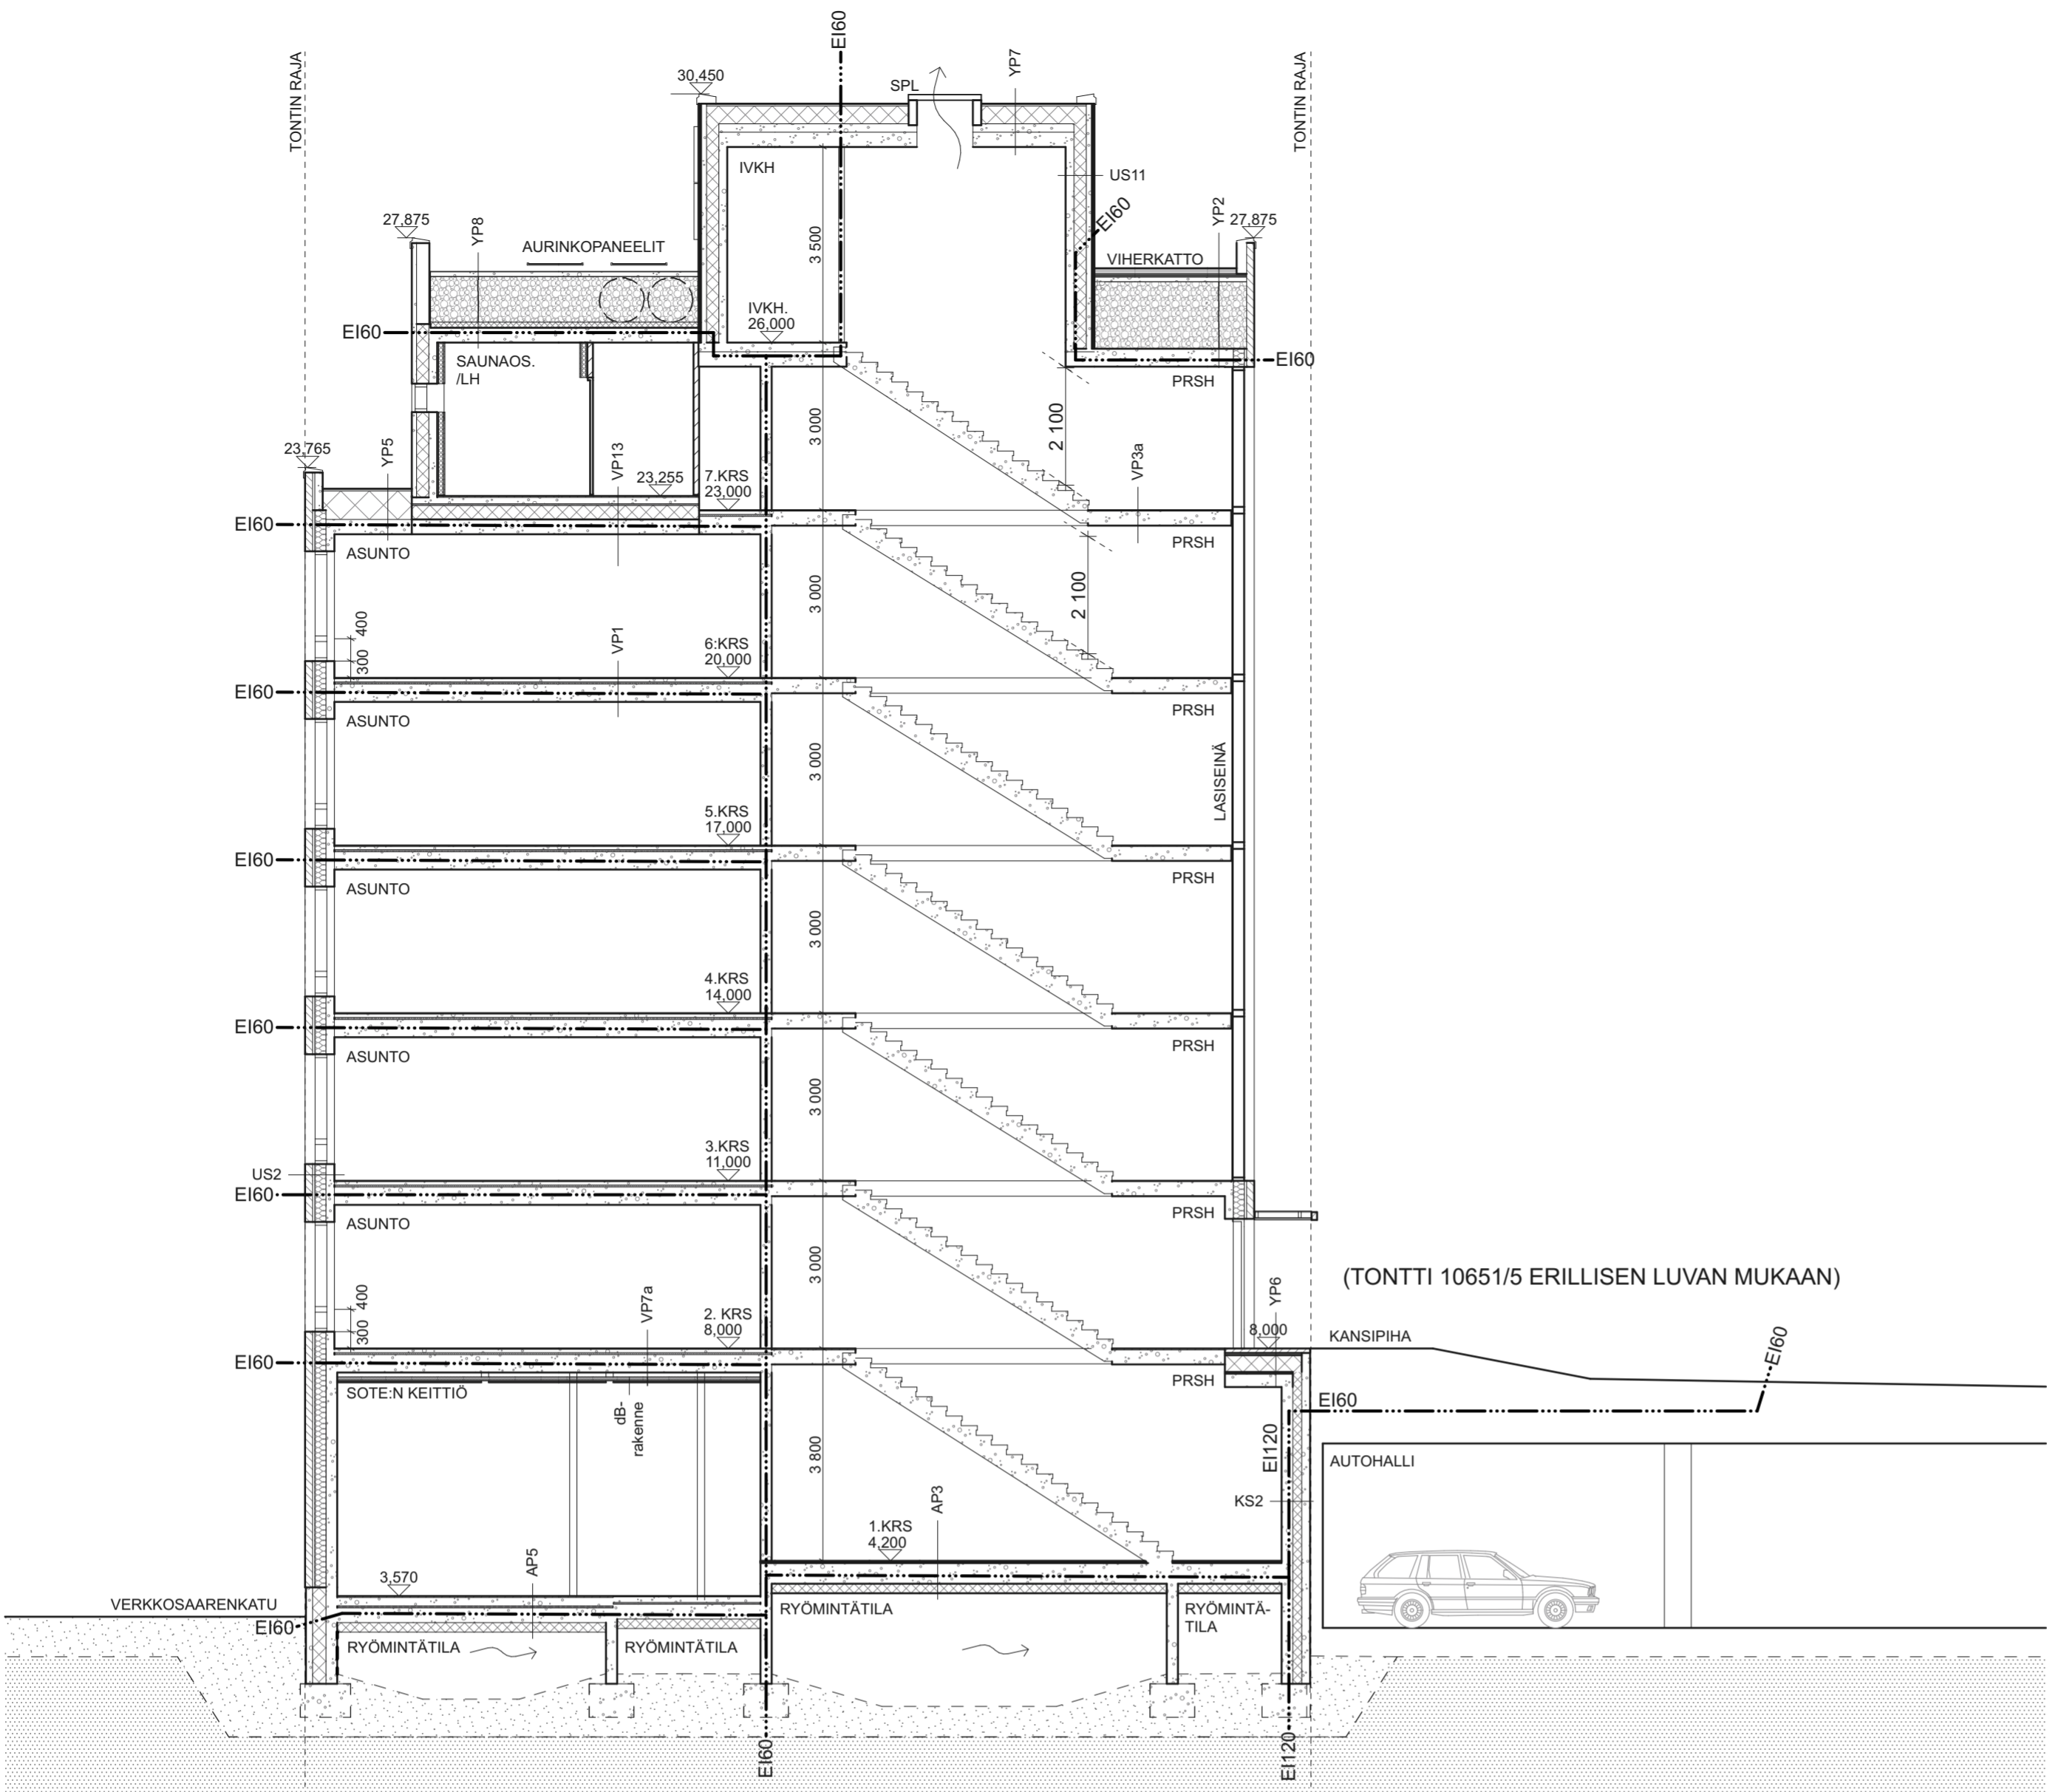 EI60
TONTIN RAJA
30,450
SPL
YP7
TONTIN RAJA
IVKH
US11
EI60
27,875
YP8
AURINKOPANEELIT
3 500
YP2
27,875
VIHERKATTO
IVKH.
26,000
EI60
EI60
SAUNAOS.
/LH
PRSH
3 000
2 100
23,765
YP5
VP13
23,255
7.KRS
23,000
VP3a
EI60
ASUNTO
PRSH
3 000
2 100
400
300
VP1
6.KRS
20,000
EI60
ASUNTO
PRSH
3 000
LASISEINÄ
5.KRS
17,000
EI60
ASUNTO
PRSH
3 000
4.KRS
14,000
EI60
ASUNTO
PRSH
3 000
3.KRS
11,000
US2
EI60
ASUNTO
PRSH
3 000
(TONTTI 10651/5 ERILLISEN LUVAN MUKAAN)
400
300
VP7a
2. KRS
8,000
YP6
8,000
KANSIPIHA
EI60
EI60
SOTE:N KEITTIÖ
dB-
rakenne
PRSH
EI60
EI120
3 800
AUTOHALLI
KS2
AP3
1.KRS
4,200
AP5
3,570
VERKKOSAARENKATU
EI60
RYÖMINTÄTILA
RYÖMINTÄTILA
RYÖMINTÄTILA
RYÖMINTÄ-
TILA
EI60
EI120